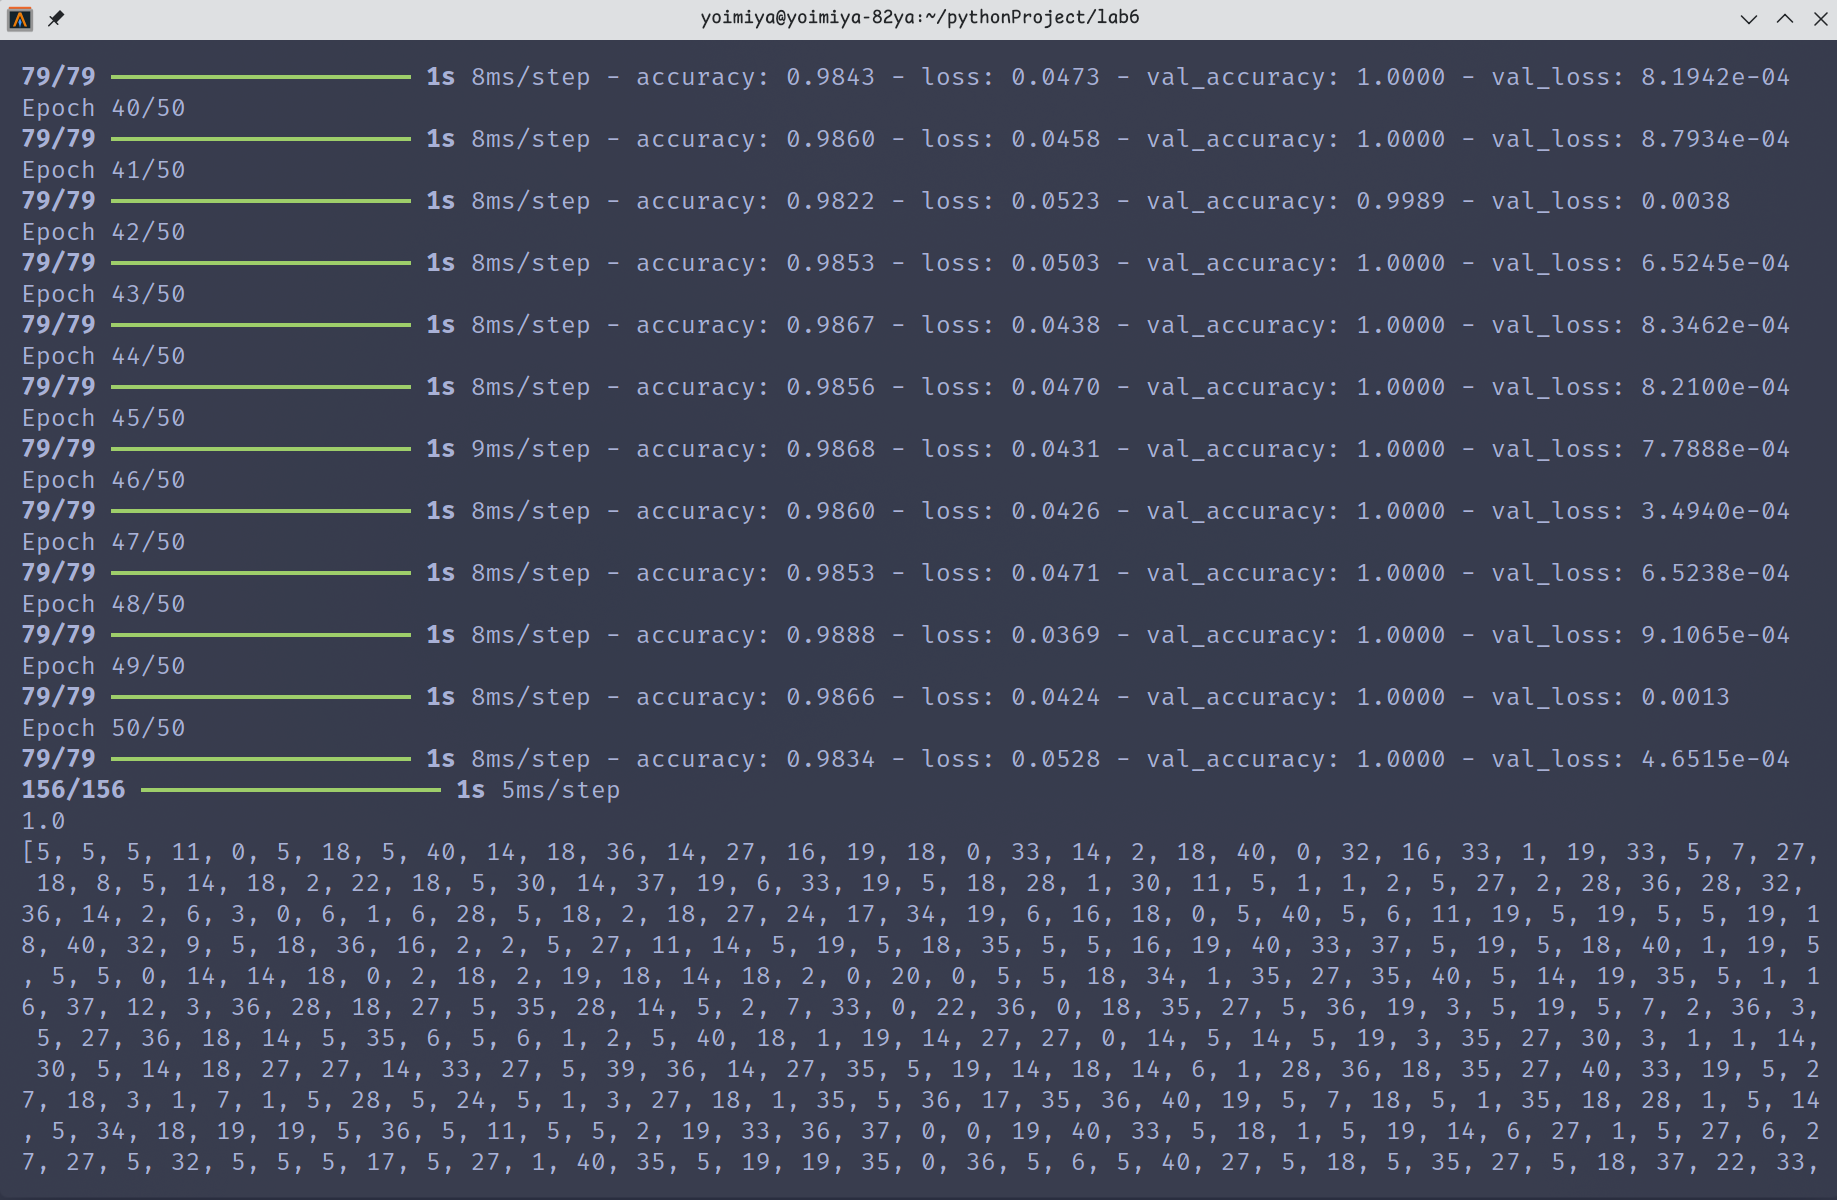 yoimiya@yoimiya-82ya:~/pythonProject/lab6
79/79 ━━━━━━━━━━━━━━━━━━━━ 1s 8ms/step - accuracy: 0.9843 - loss: 0.0473 - val_accuracy: 1.0000 - val_loss: 8.1942e-04
Epoch 40/50
79/79 ━━━━━━━━━━━━━━━━━━━━ 1s 8ms/step - accuracy: 0.9860 - loss: 0.0458 - val_accuracy: 1.0000 - val_loss: 8.7934e-04
Epoch 41/50
79/79 ━━━━━━━━━━━━━━━━━━━━ 1s 8ms/step - accuracy: 0.9822 - loss: 0.0523 - val_accuracy: 0.9989 - val_loss: 0.0038
Epoch 42/50
79/79 ━━━━━━━━━━━━━━━━━━━━ 1s 8ms/step - accuracy: 0.9853 - loss: 0.0503 - val_accuracy: 1.0000 - val_loss: 6.5245e-04
Epoch 43/50
79/79 ━━━━━━━━━━━━━━━━━━━━ 1s 8ms/step - accuracy: 0.9867 - loss: 0.0438 - val_accuracy: 1.0000 - val_loss: 8.3462e-04
Epoch 44/50
79/79 ━━━━━━━━━━━━━━━━━━━━ 1s 8ms/step - accuracy: 0.9856 - loss: 0.0470 - val_accuracy: 1.0000 - val_loss: 8.2100e-04
Epoch 45/50
79/79 ━━━━━━━━━━━━━━━━━━━━ 1s 9ms/step - accuracy: 0.9868 - loss: 0.0431 - val_accuracy: 1.0000 - val_loss: 7.7888e-04
Epoch 46/50
79/79 ━━━━━━━━━━━━━━━━━━━━ 1s 8ms/step - accuracy: 0.9860 - loss: 0.0426 - val_accuracy: 1.0000 - val_loss: 3.4940e-04
Epoch 47/50
79/79 ━━━━━━━━━━━━━━━━━━━━ 1s 8ms/step - accuracy: 0.9853 - loss: 0.0471 - val_accuracy: 1.0000 - val_loss: 6.5238e-04
Epoch 48/50
79/79 ━━━━━━━━━━━━━━━━━━━━ 1s 8ms/step - accuracy: 0.9888 - loss: 0.0369 - val_accuracy: 1.0000 - val_loss: 9.1065e-04
Epoch 49/50
79/79 ━━━━━━━━━━━━━━━━━━━━ 1s 8ms/step - accuracy: 0.9866 - loss: 0.0424 - val_accuracy: 1.0000 - val_loss: 0.0013
Epoch 50/50
79/79 ━━━━━━━━━━━━━━━━━━━━ 1s 8ms/step - accuracy: 0.9834 - loss: 0.0528 - val_accuracy: 1.0000 - val_loss: 4.6515e-04
156/156 ━━━━━━━━━━━━━━━━━━━━ 1s 5ms/step
1.0
[5, 5, 5, 11, 0, 5, 18, 5, 40, 14, 18, 36, 14, 27, 16, 19, 18, 0, 33, 14, 2, 18, 40, 0, 32, 16, 33, 1, 19, 33, 5, 7, 27,
18, 8, 5, 14, 18, 2, 22, 18, 5, 30, 14, 37, 19, 6, 33, 19, 5, 18, 28, 1, 30, 11, 5, 1, 1, 2, 5, 27, 2, 28, 36, 28, 32,
36, 14, 2, 6, 3, 0, 6, 1, 6, 28, 5, 18, 2, 18, 27, 24, 17, 34, 19, 6, 16, 18, 0, 5, 40, 5, 6, 11, 19, 5, 19, 5, 5, 19, 1
8, 40, 32, 9, 5, 18, 36, 16, 2, 2, 5, 27, 11, 14, 5, 19, 5, 18, 35, 5, 5, 16, 19, 40, 33, 37, 5, 19, 5, 18, 40, 1, 19, 5
, 5, 5, 0, 14, 14, 18, 0, 2, 18, 2, 19, 18, 14, 18, 2, 0, 20, 0, 5, 5, 18, 34, 1, 35, 27, 35, 40, 5, 14, 19, 35, 5, 1, 1
6, 37, 12, 3, 36, 28, 18, 27, 5, 35, 28, 14, 5, 2, 7, 33, 0, 22, 36, 0, 18, 35, 27, 5, 36, 19, 3, 5, 19, 5, 7, 2, 36, 3,
5, 27, 36, 18, 14, 5, 35, 6, 5, 6, 1, 2, 5, 40, 18, 1, 19, 14, 27, 27, 0, 14, 5, 14, 5, 19, 3, 35, 27, 30, 3, 1, 1, 14,
30, 5, 14, 18, 27, 27, 14, 33, 27, 5, 39, 36, 14, 27, 35, 5, 19, 14, 18, 14, 6, 1, 28, 36, 18, 35, 27, 40, 33, 19, 5, 2
7, 18, 3, 1, 7, 1, 5, 28, 5, 24, 5, 1, 3, 27, 18, 1, 35, 5, 36, 17, 35, 36, 40, 19, 5, 7, 18, 5, 1, 35, 18, 28, 1, 5, 14
, 5, 34, 18, 19, 19, 5, 36, 5, 11, 5, 5, 2, 19, 33, 36, 37, 0, 0, 19, 40, 33, 5, 18, 1, 5, 19, 14, 6, 27, 1, 5, 27, 6, 2
7, 27, 5, 32, 5, 5, 5, 17, 5, 27, 1, 40, 35, 5, 19, 19, 35, 0, 36, 5, 6, 5, 40, 27, 5, 18, 5, 35, 27, 5, 18, 37, 22, 33,